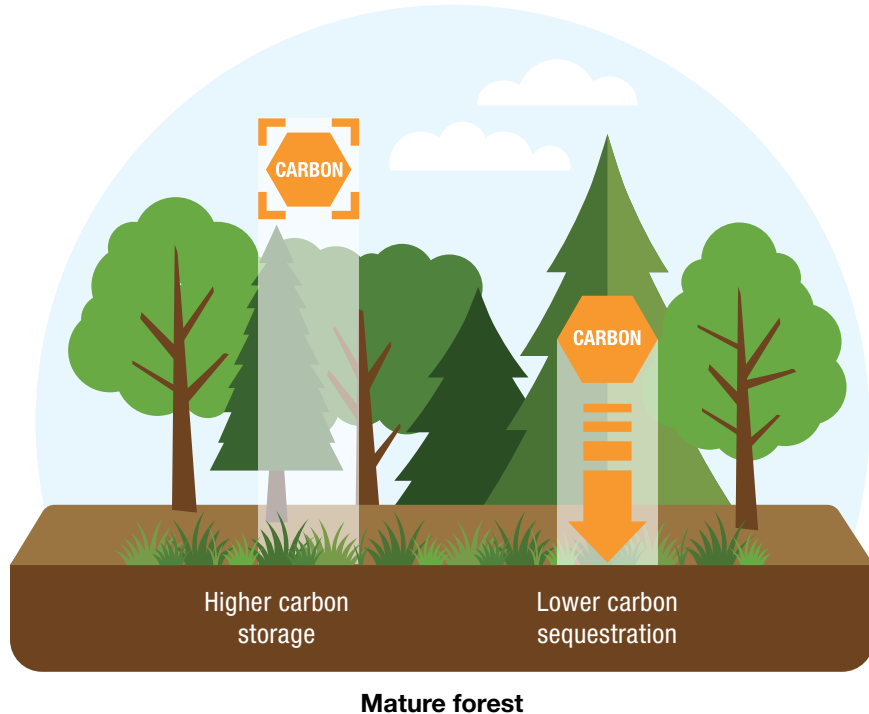 CARBON
CARBON
Higher carbon
storage
Lower carbon
sequestration
Mature forest